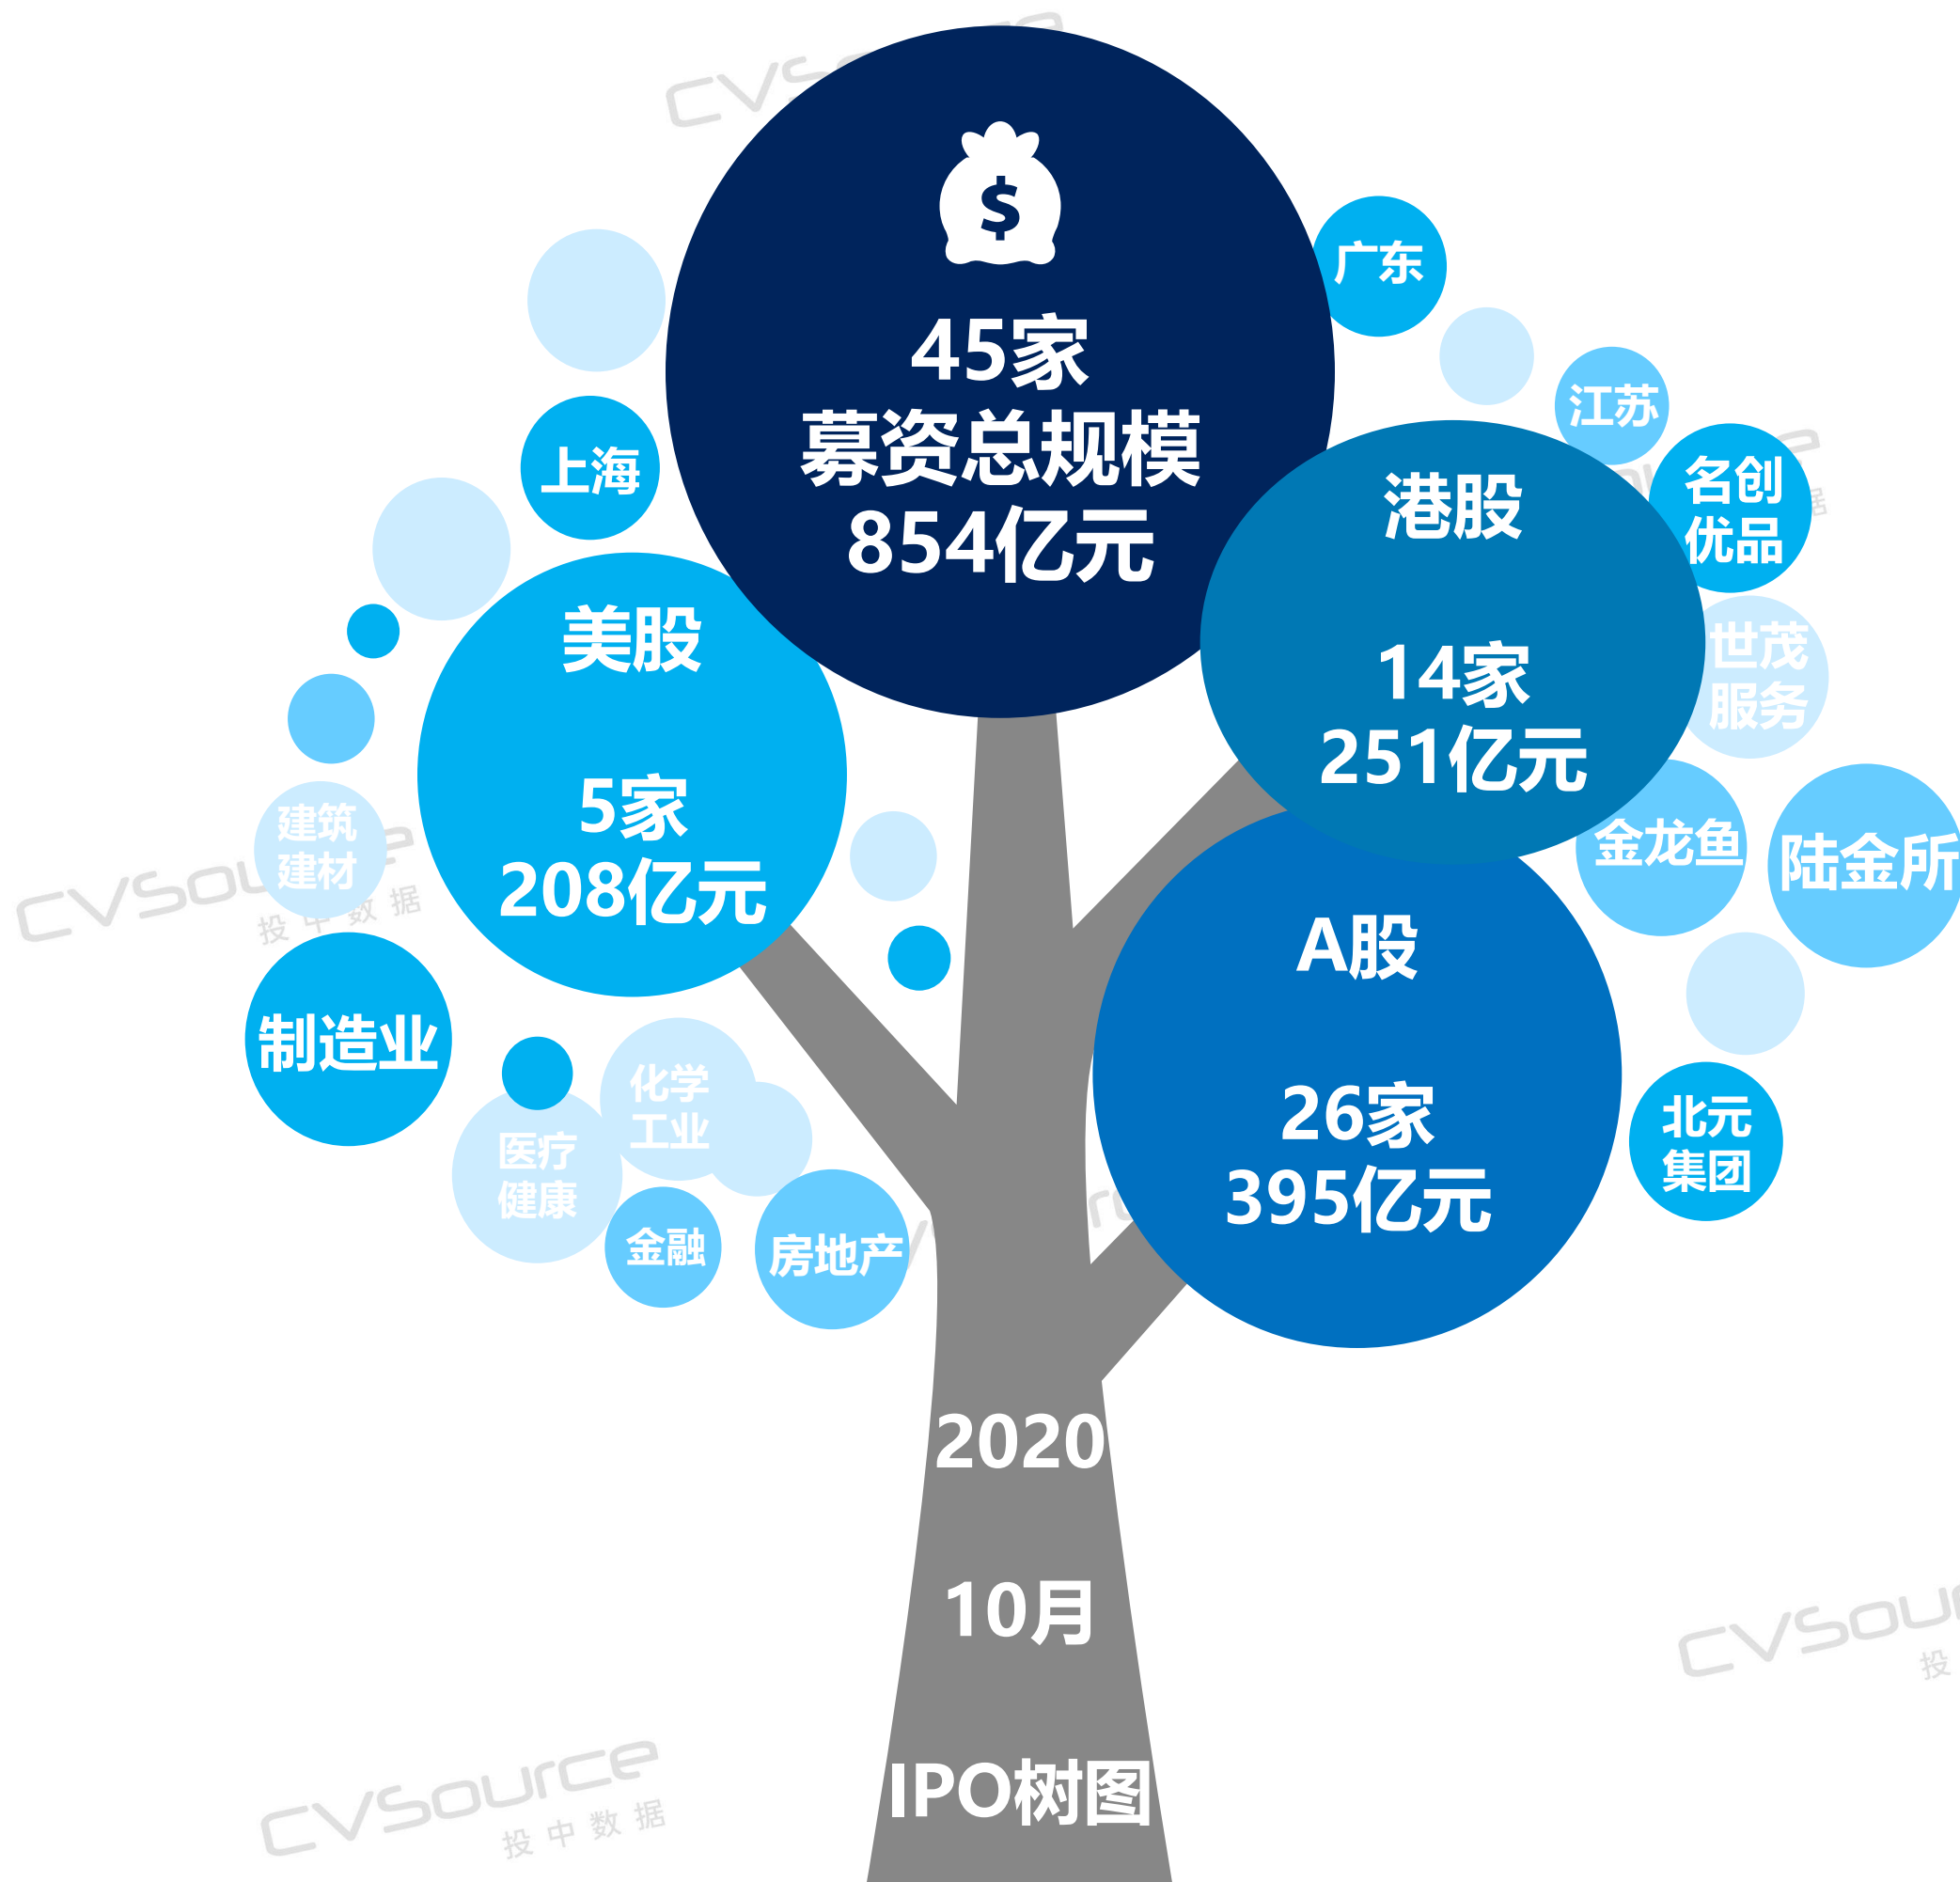 45家
募资总规模
854亿元
广东
江苏
上海
名创
优品
港股
14家
251亿元
世茂
服务
美股
5家
208亿元
建筑
建材
金龙鱼
陆金所
A股
26家
395亿元
制造业
化学
工业
医疗
健康
北元
集团
金融
房地产
2020
10月
IPO树图
CVSource
投中数据
CVSource
投中数据